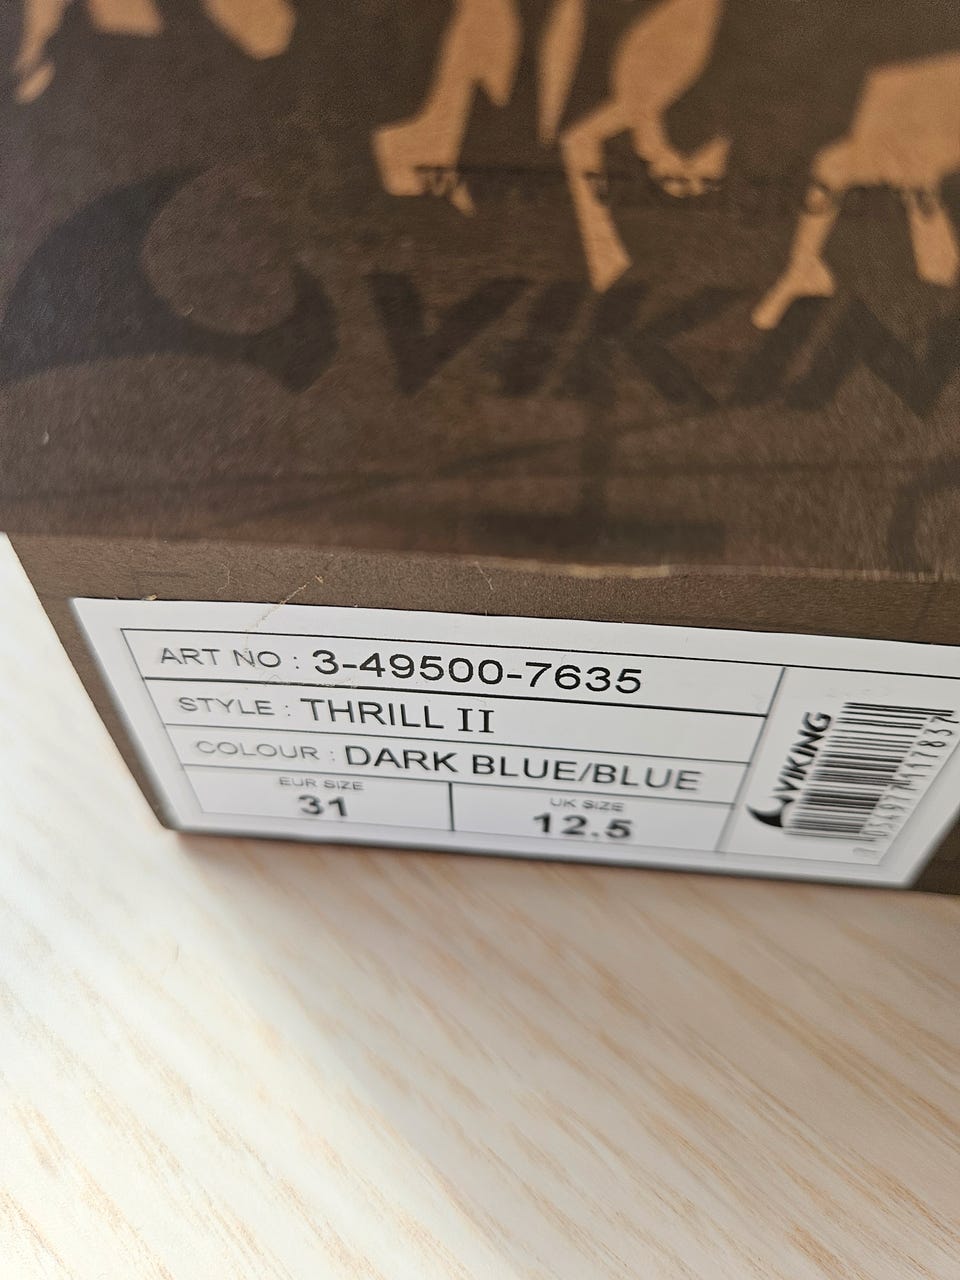 VIKIN
ART NO : 3-49500-7635
STYLE : THRILL II
COLOUR : DARK BLUE/BLUE
EUR SIZE
31
UK SIZE
12.5
VIKING